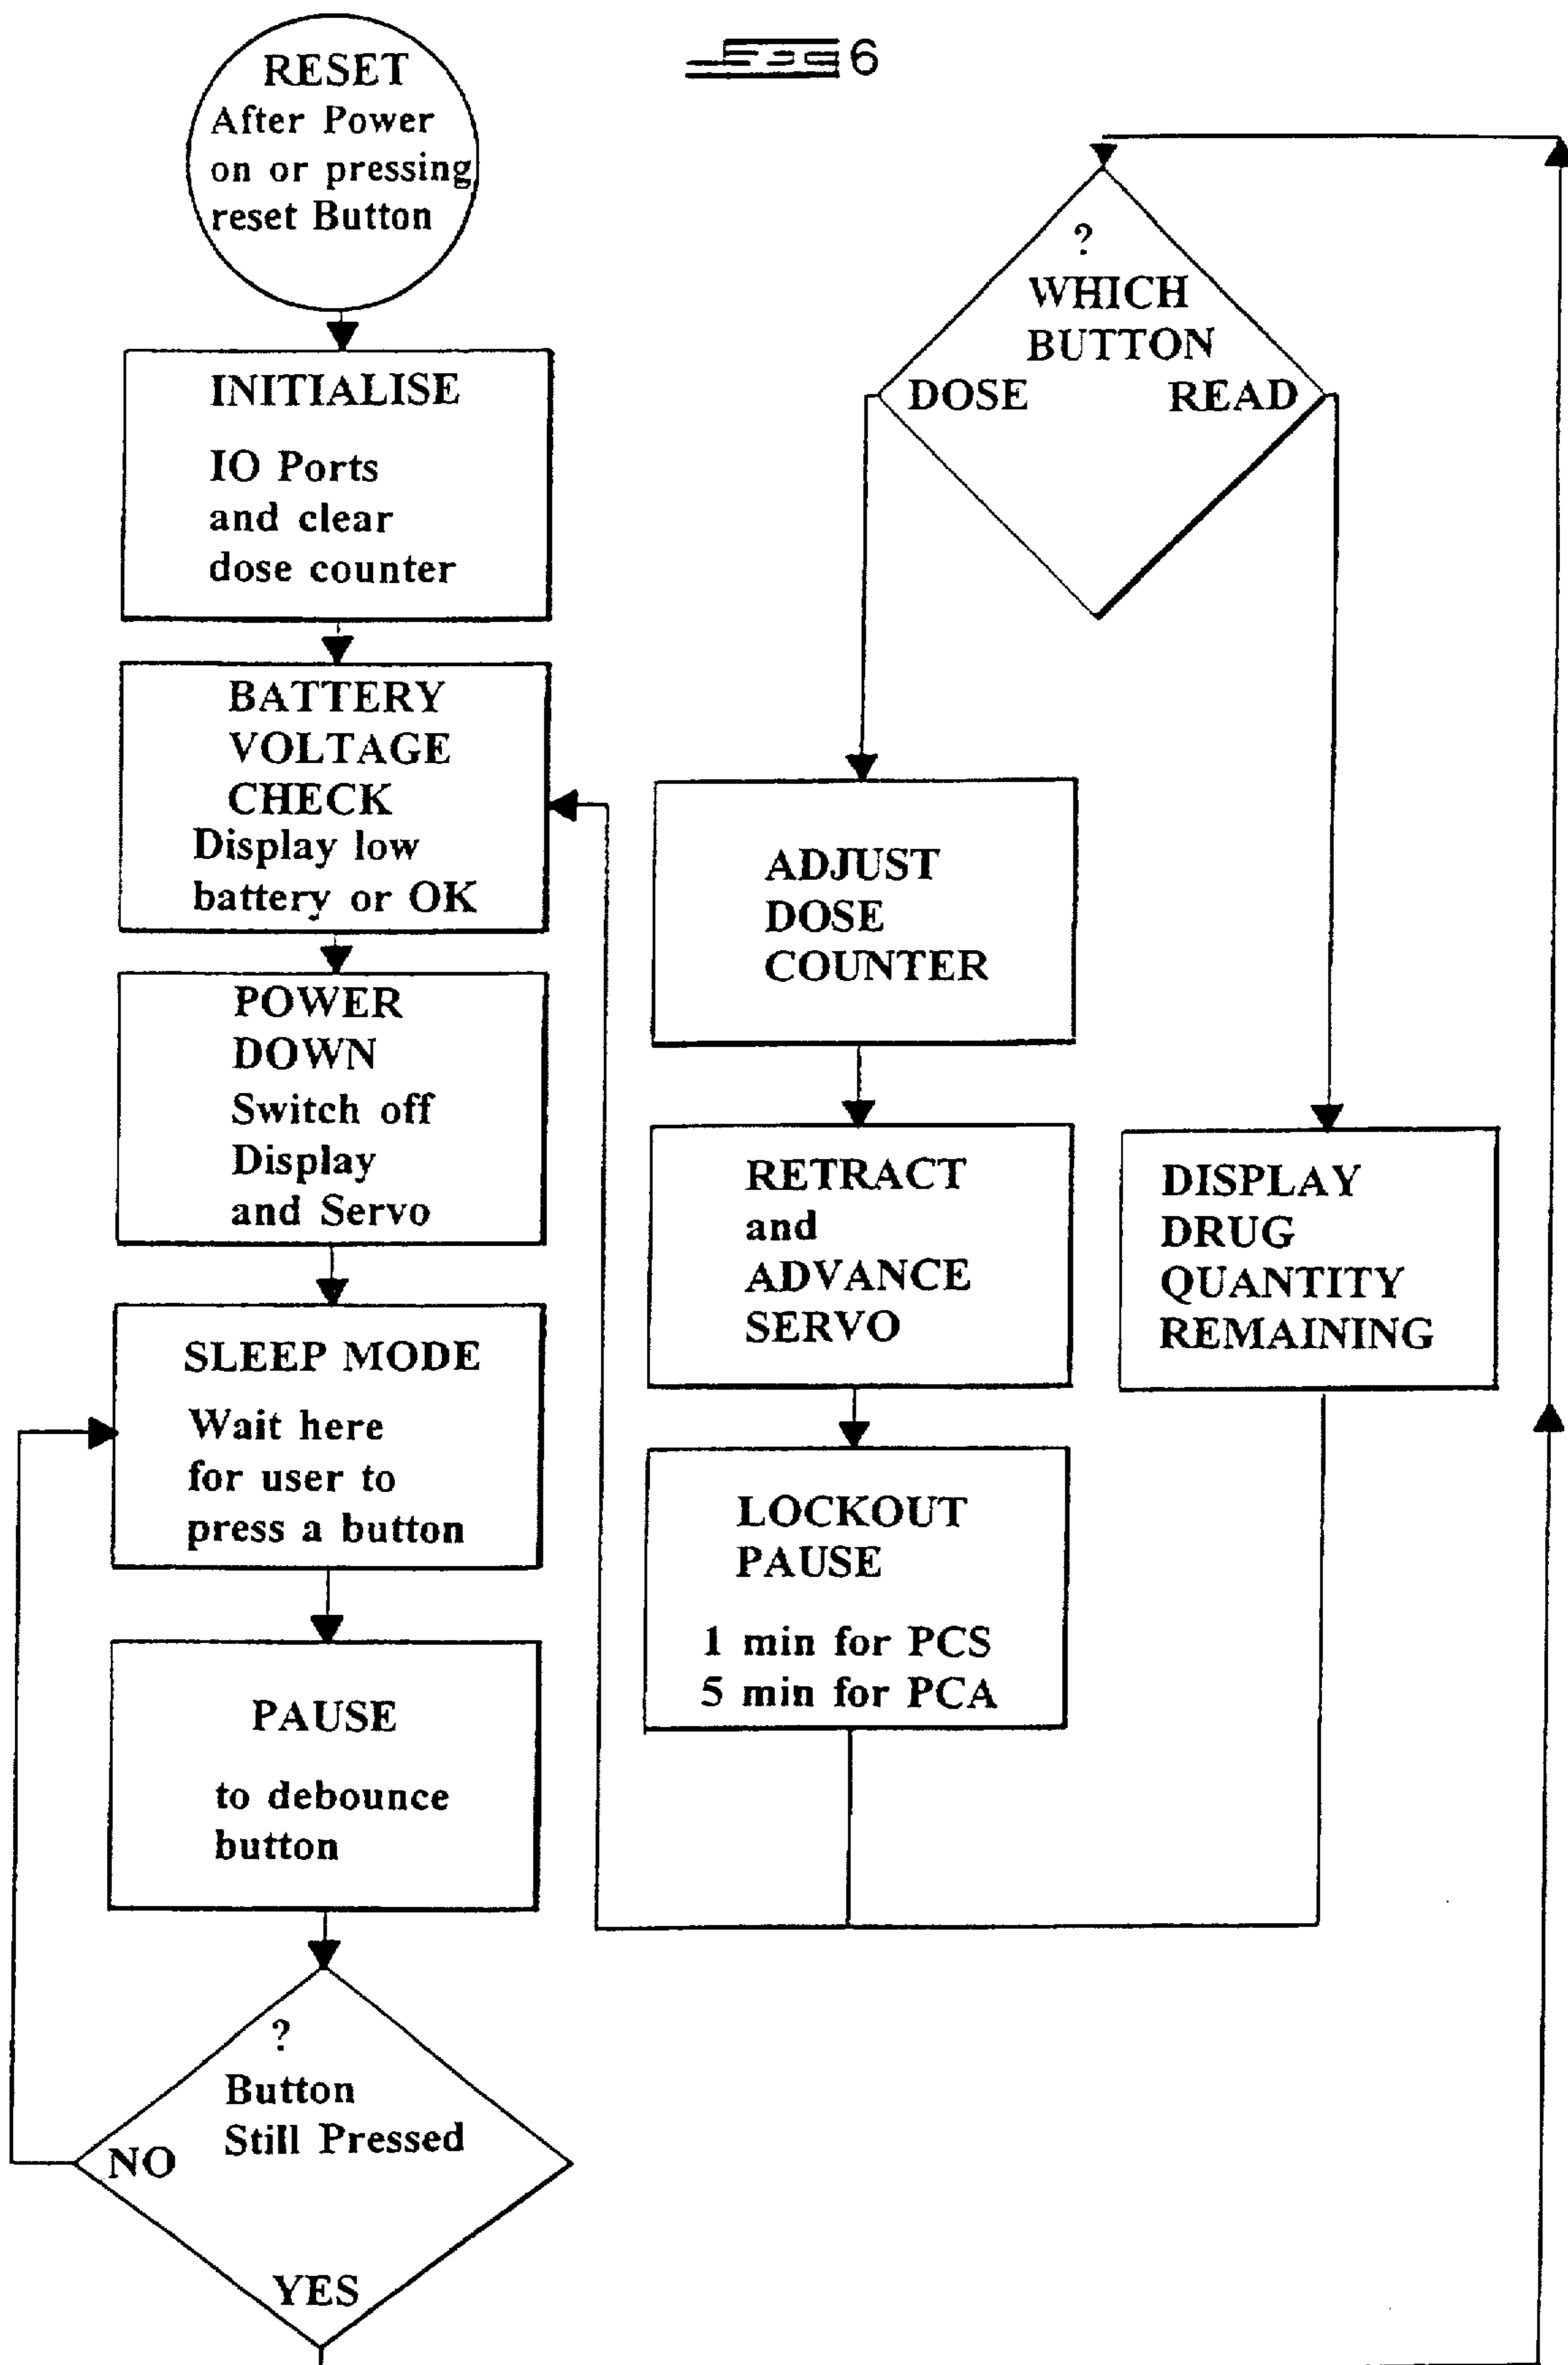 6
RESET
After Power
on or pressing
reset Button
INITIALISE
IO Ports
and clear
dose counter
BATTERY
VOLTAGE
CHECK
Display low
battery or OK
POWER
DOWN
Switch off
Display
and Servo
SLEEP MODE
Wait here
for user to
press a button
PAUSE
to debounce
button
?
Button
Still Pressed
NO
YES
?
WHICH
BUTTON
DOSE READ
ADJUST
DOSE
COUNTER
RETRACT
and
ADVANCE
SERVO
LOCKOUT
PAUSE
1 min for PCS
5 min for PCA
DISPLAY
DRUG
QUANTITY
REMAINING